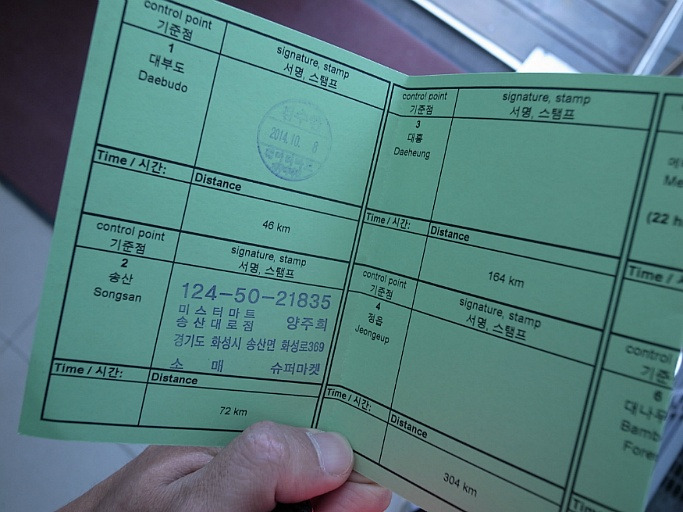 control point
기준점
signature, stamp
서명, 스탬프
1
대부도
Daebudo
2014. 10. 8
Time / 시간:
Distance
46 km
control point
기준점
signature, stamp
서명, 스탬프
2
송산
Songsan
124-50-21835
미스터마트
송산대로점 양주희
경기도 화성시 송산면 화성로369
소 매 슈퍼마켓
Time / 시간:
Distance
72 km
control point
기준점
signature, stamp
서명, 스탬프
3
대흥
Daeheung
Time / 시간:
Distance
164 km
control point
기준점
signature, stamp
서명, 스탬프
4
정읍
Jeongeup
Time / 시간:
Distance
304 km
Me
(22 h
Time /
control
기준
6
대나무
Bamb
Fore
Time